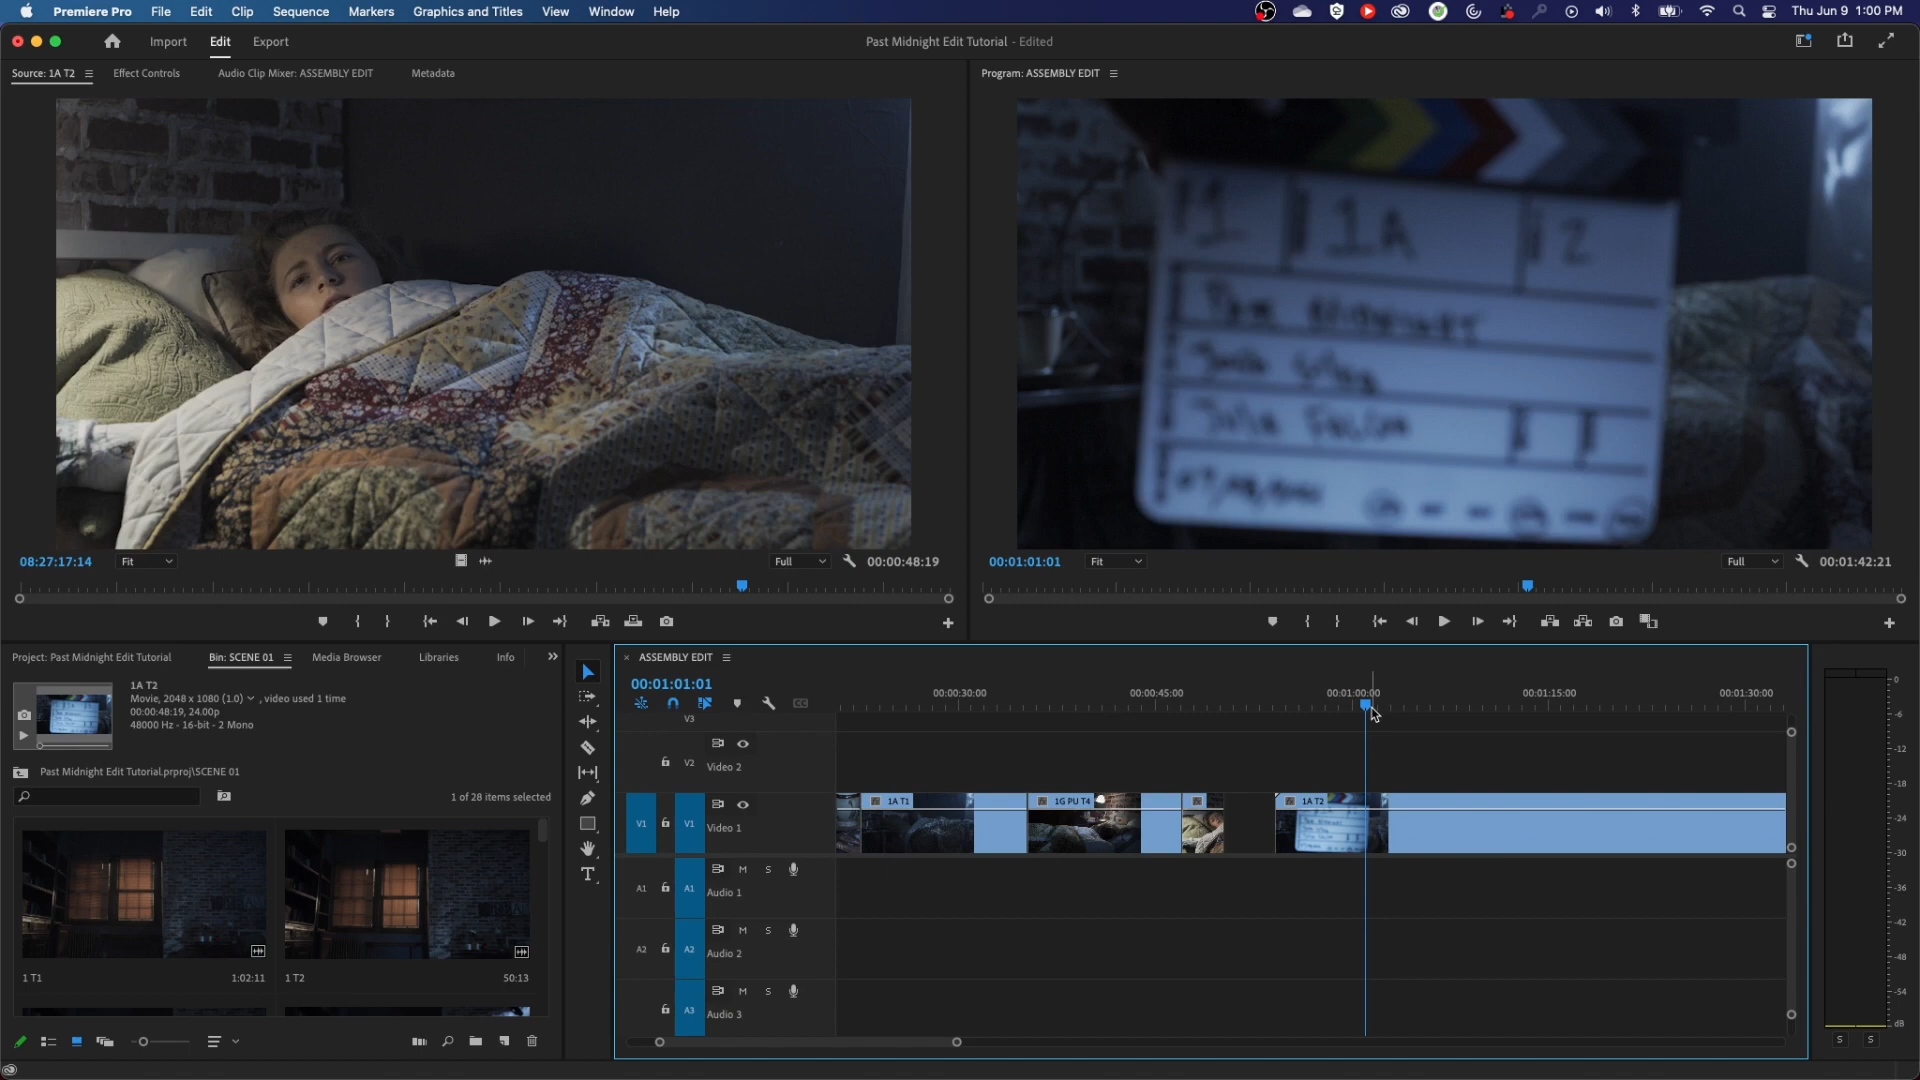 Premiere Pro File Edit Clip Sequence Markers Graphics and Titles View Window Help Thu Jun 9 1:00 PM
Import Edit Export Past Midnight Edit Tutorial - Edited
Source: 1A T2 Effect Controls Audio Clip Mixer: ASSEMBLY EDIT Metadata Program: ASSEMBLY EDIT
1 1A 2
08:27:17:14 Fit Full 00:00:48:19 00:01:01:01 Fit Full 00:01:42:21
Project: Past Midnight Edit Tutorial Bin: SCENE 01 Media Browser Libraries Info ASSEMBLY EDIT
1A T2
Movie, 2048 x 1080 (1.0) , video used 1 time
00:00:48:19, 24.00p
48000 Hz - 16-bit - 2 Mono
Past Midnight Edit Tutorial.prproj\SCENE 01
1 of 28 items selected
1 T1 1:02:11 1 T2 50:13
00:01:01:01
00:00:30:00 00:00:45:00 00:01:00:00 00:01:15:00 00:01:30:00
V3
V2 Video 2
V1 V1 Video 1 1A T1 1G PU T4 1A T2
A1 A1 M S Audio 1
A2 A2 M S Audio 2
A3 M S Audio 3
0
-6
-12
-18
-24
-30
-36
-42
-48
-54
dB
S S